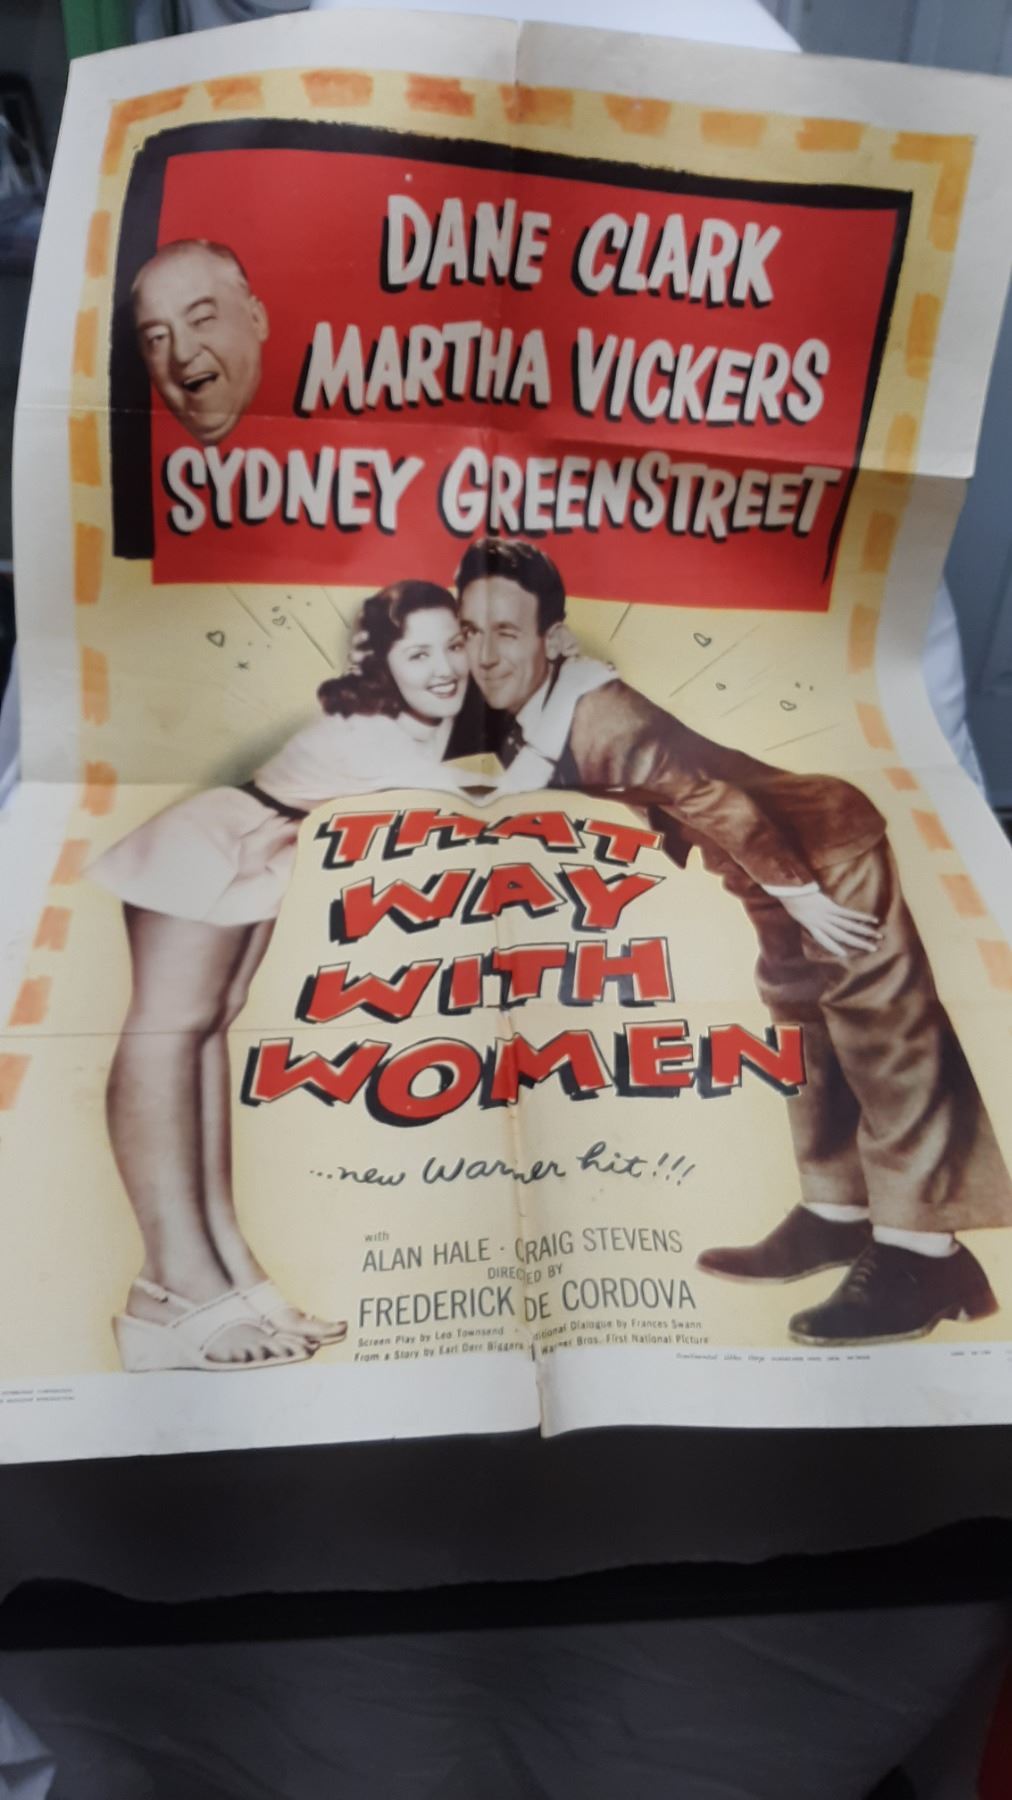 DANE CLARK
MARTHA VICKERS
SYDNEY GREENSTREET
THAT
WAY
WITH
WOMEN
...new Warner hit!!!
with
ALAN HALE · CRAIG STEVENS
DIRECTED BY
FREDERICK DE CORDOVA
Screen Play by Leo Townsend · ditional Dialogue by Frances Swann
From a Story by Earl Derr Biggers · Warner Bros. First National Picture